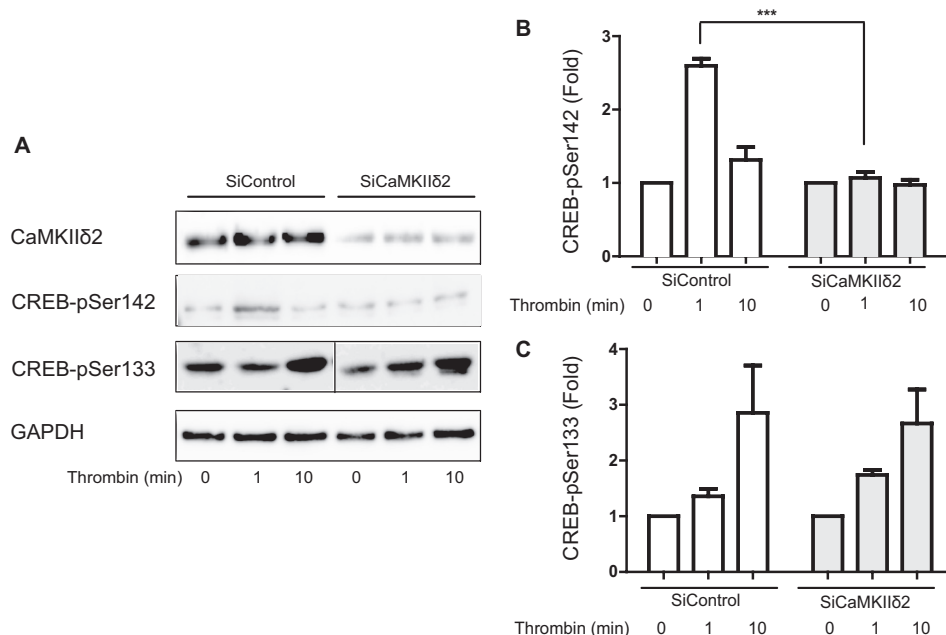 A
SiControl SiCaMKIIδ2
CaMKIIδ2
CREB-pSer142
CREB-pSer133
GAPDH
Thrombin (min) 0 1 10 0 1 10
B
***
CREB-pSer142 (Fold)
3
2
1
0
SiControl SiCaMKIIδ2
Thrombin (min) 0 1 10 0 1 10
C
CREB-pSer133 (Fold)
4
3
2
1
0
SiControl SiCaMKIIδ2
Thrombin (min) 0 1 10 0 1 10